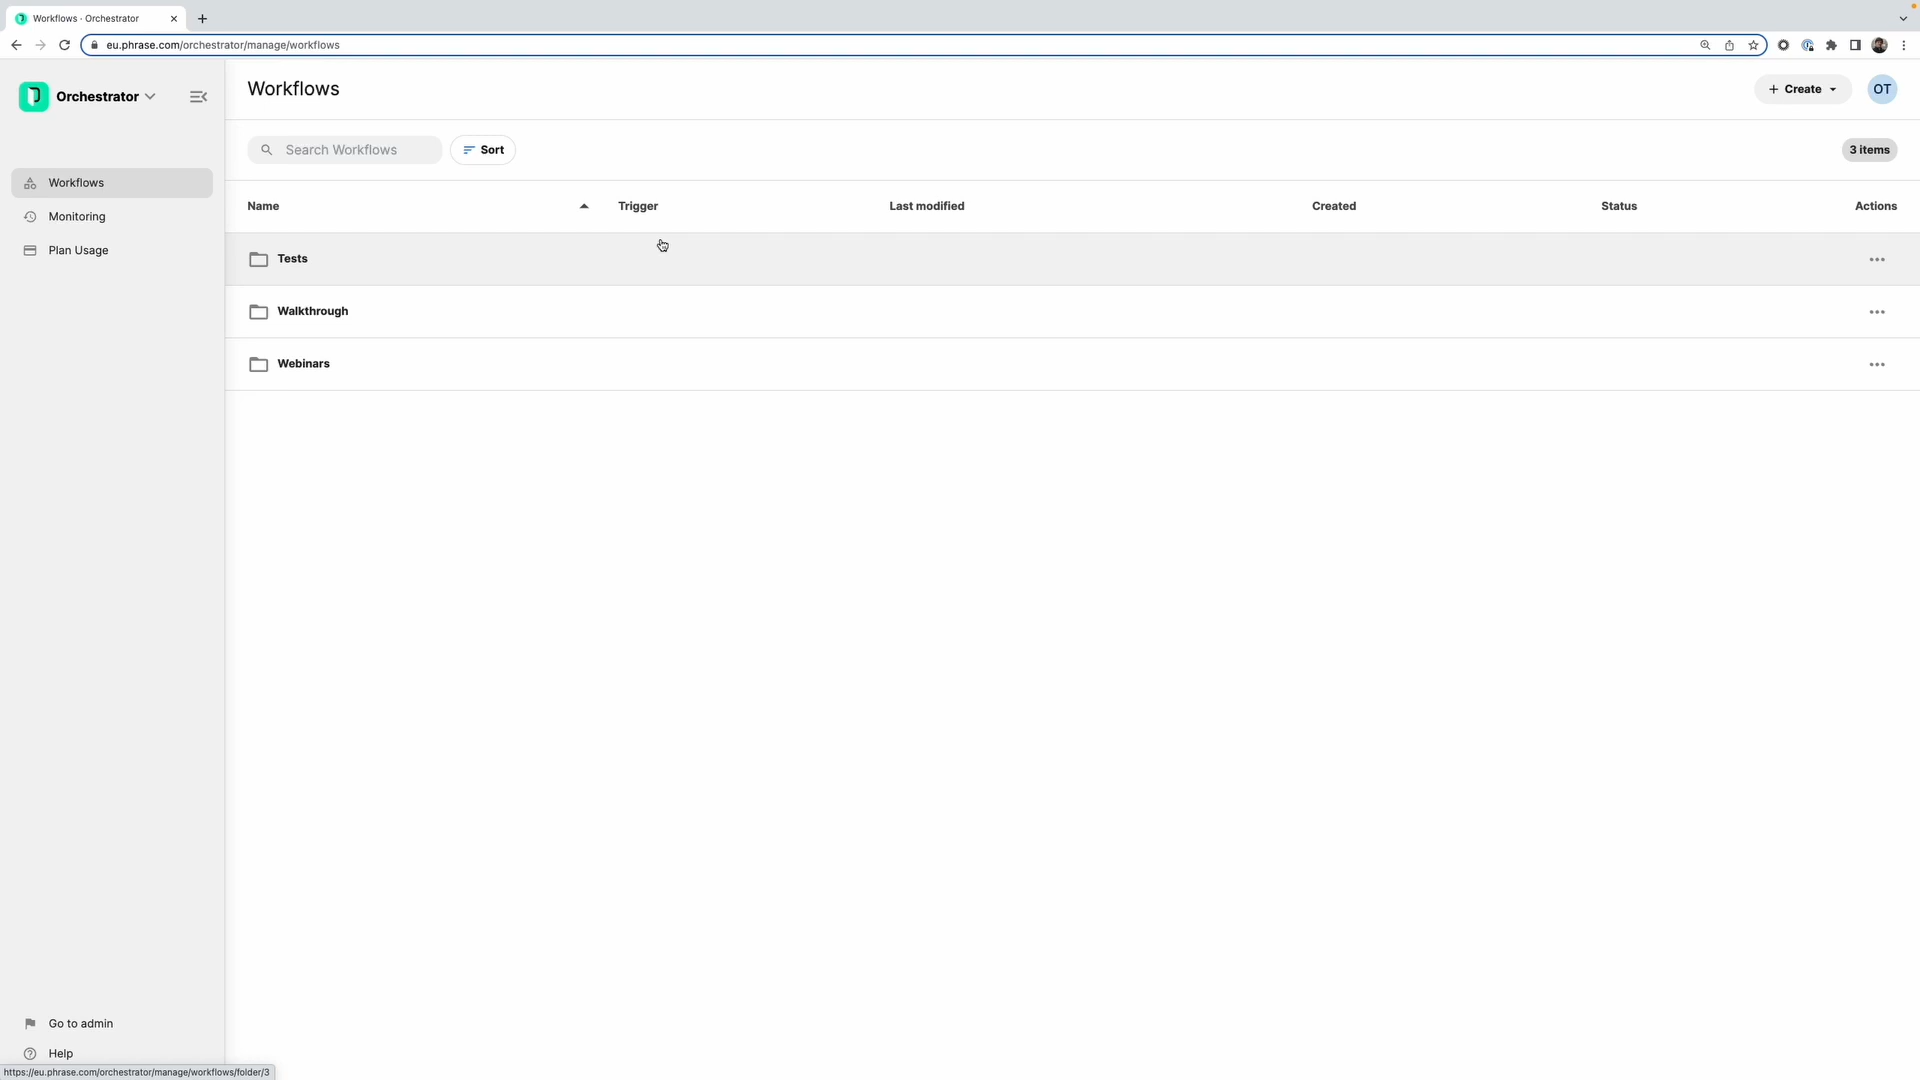 Workflows · Orchestrator
eu.phrase.com/orchestrator/manage/workflows
Orchestrator
Workflows
Create
OT
Search Workflows
Sort
3 items
Workflows
Monitoring
Plan Usage
Name Trigger Last modified Created Status Actions
Tests
Walkthrough
Webinars
Go to admin
Help
https://eu.phrase.com/orchestrator/manage/workflows/folder/3